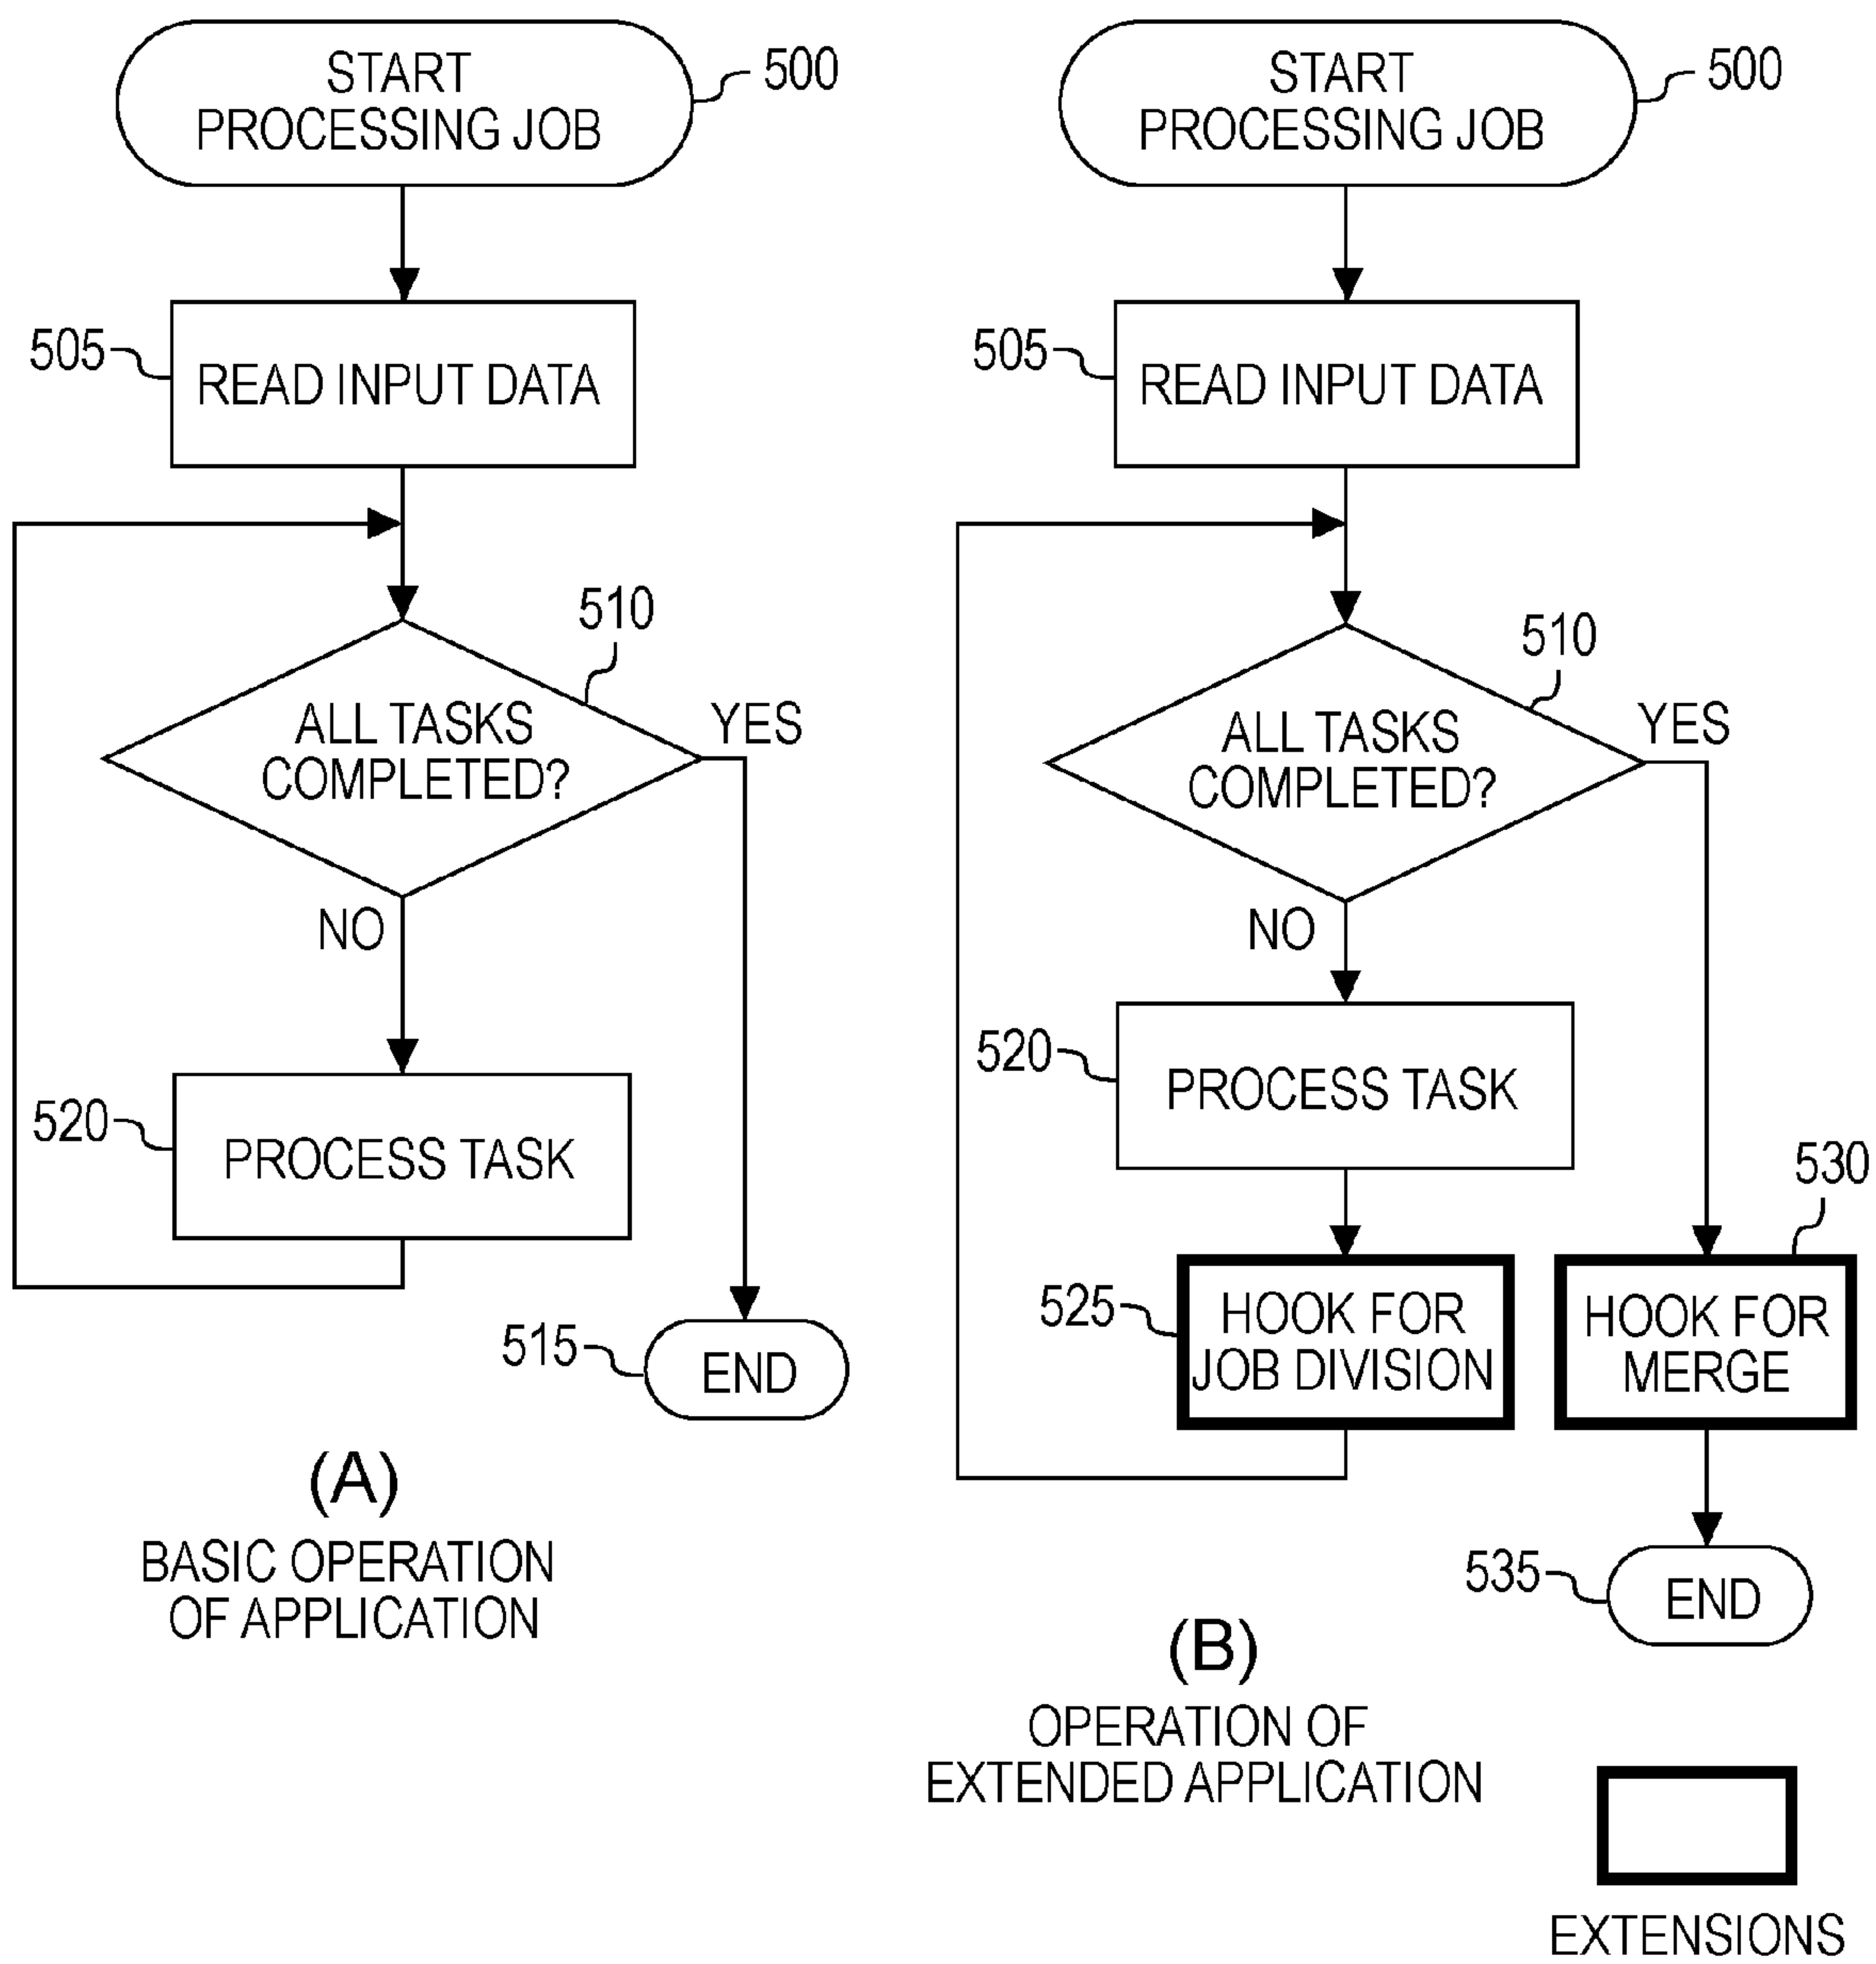 START
PROCESSING JOB
500
505
READ INPUT DATA
510
ALL TASKS
COMPLETED?
YES
NO
520
PROCESS TASK
515
END
(A)
BASIC OPERATION
OF APPLICATION
START
PROCESSING JOB
500
505
READ INPUT DATA
510
ALL TASKS
COMPLETED?
YES
NO
520
PROCESS TASK
530
525
HOOK FOR
JOB DIVISION
HOOK FOR
MERGE
535
END
(B)
OPERATION OF
EXTENDED APPLICATION
EXTENSIONS